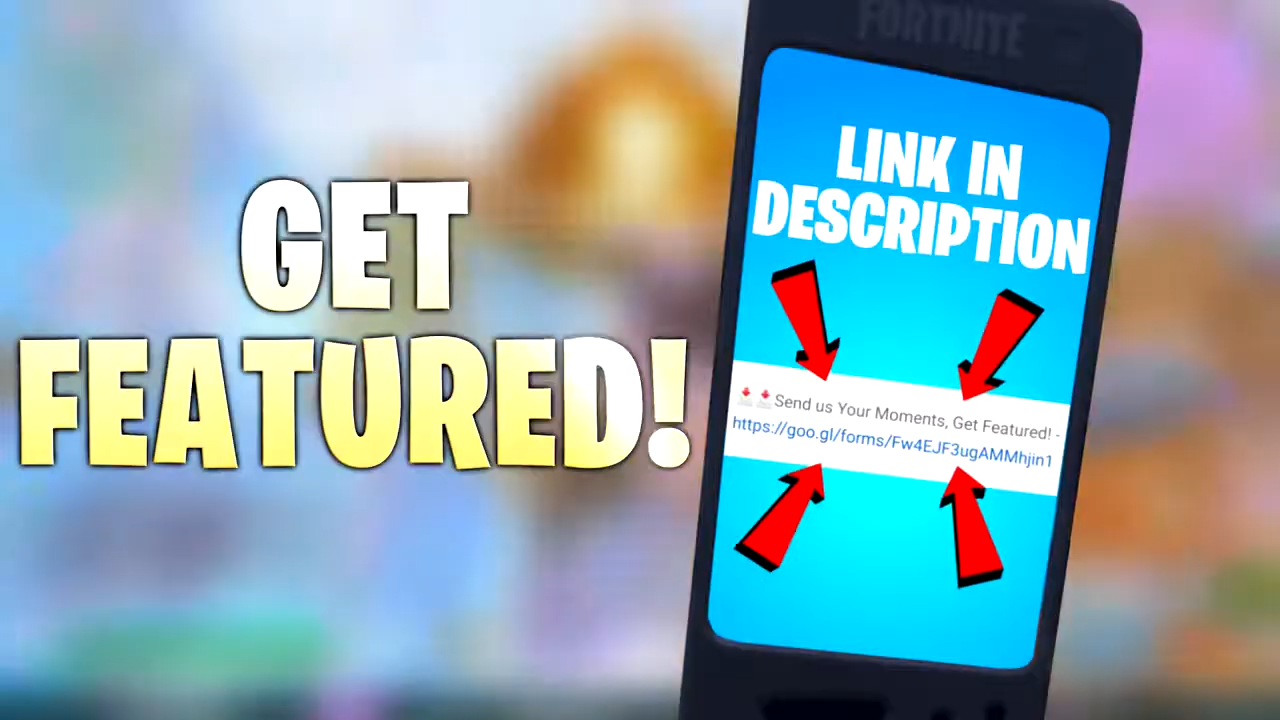 GET
FEATURED!
FORTNITE
LINK IN
DESCRIPTION
Send us Your Moments, Get Featured! -
https://goo.gl/forms/Fw4EJF3ugAMMhjin1